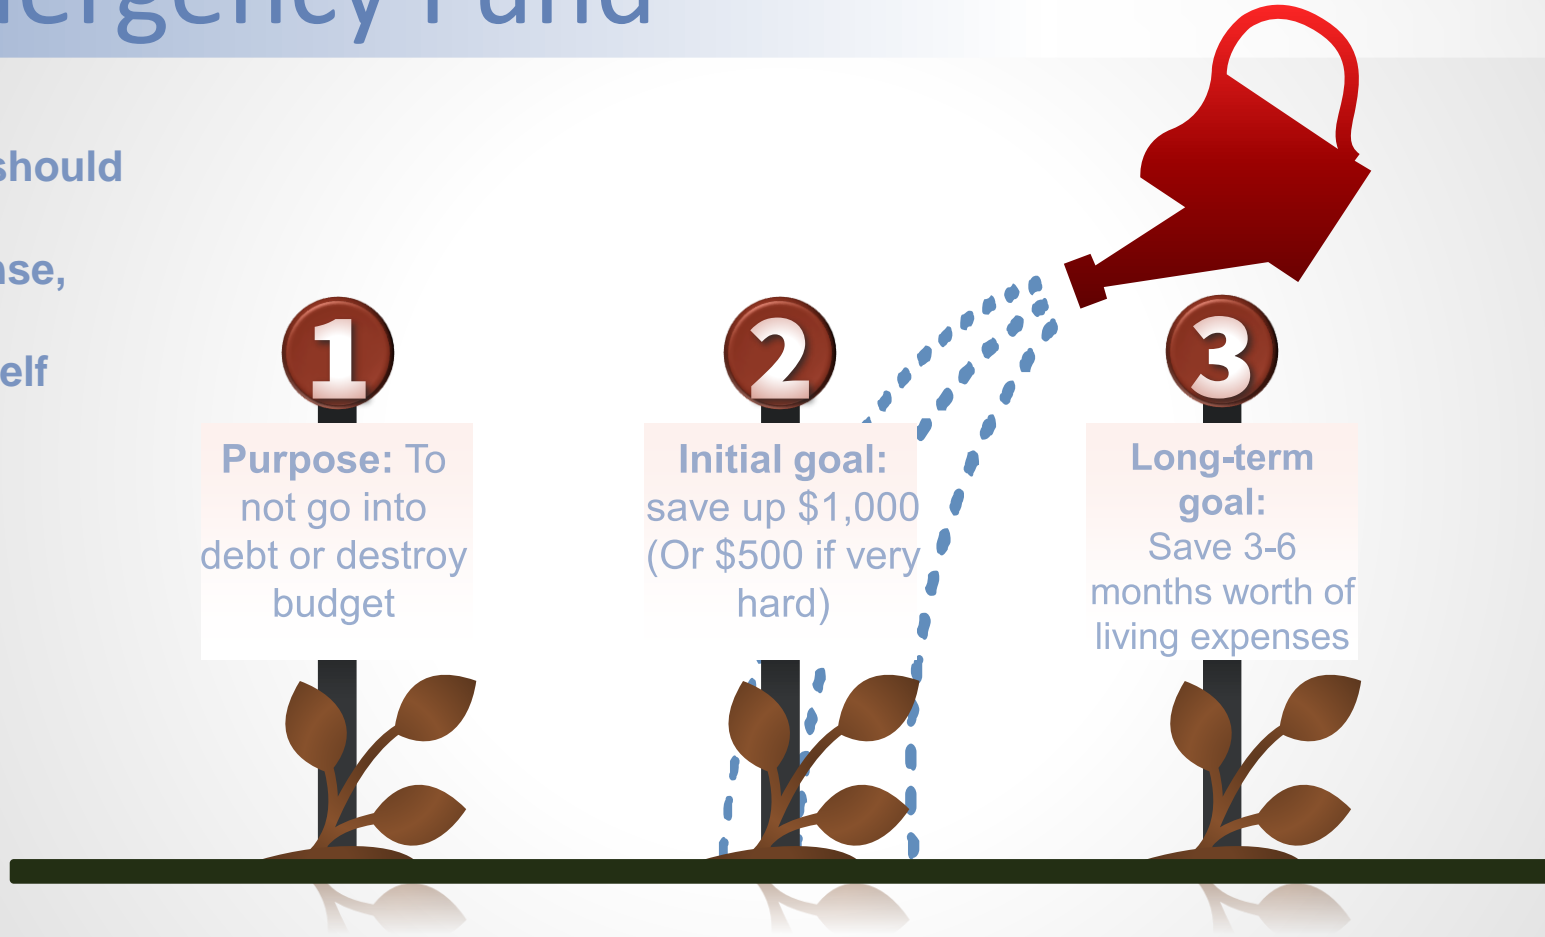 Fund
should
elf
1
Purpose: To
not go into
debt or destroy
budget
2
Initial goal:
save up $1,000
(Or $500 if very
hard)
3
Long-term
goal:
Save 3-6
months worth of
living expenses